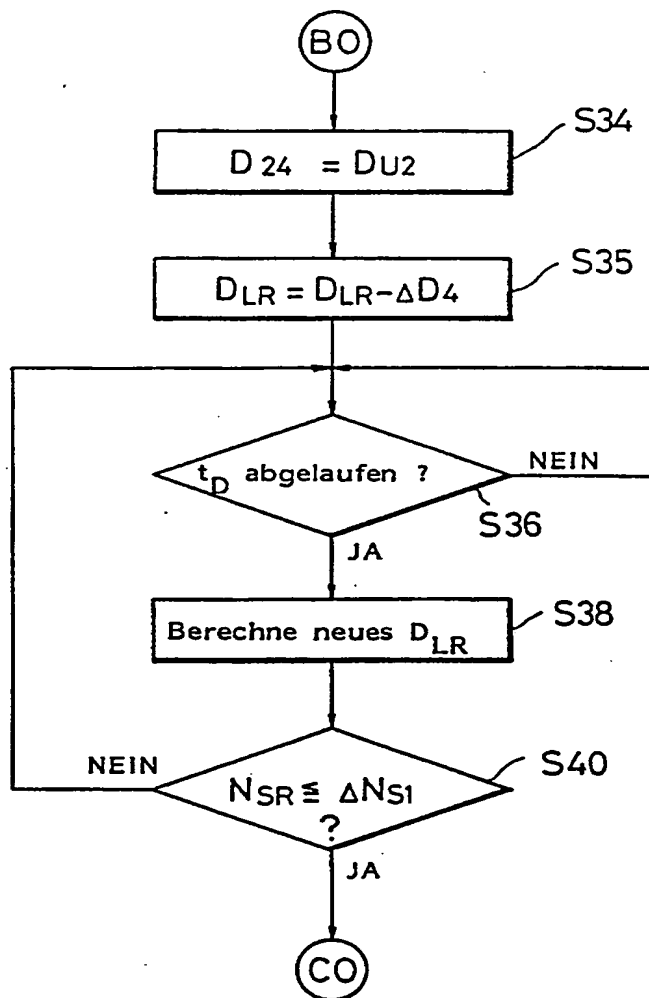 BO
S34
D24 = DU2
S35
DLR = DLR-ΔD4
tD abgelaufen ?
NEIN
S36
JA
S38
Berechne neues DLR
NEIN
S40
NSR ≦ ΔNS1
?
JA
CO